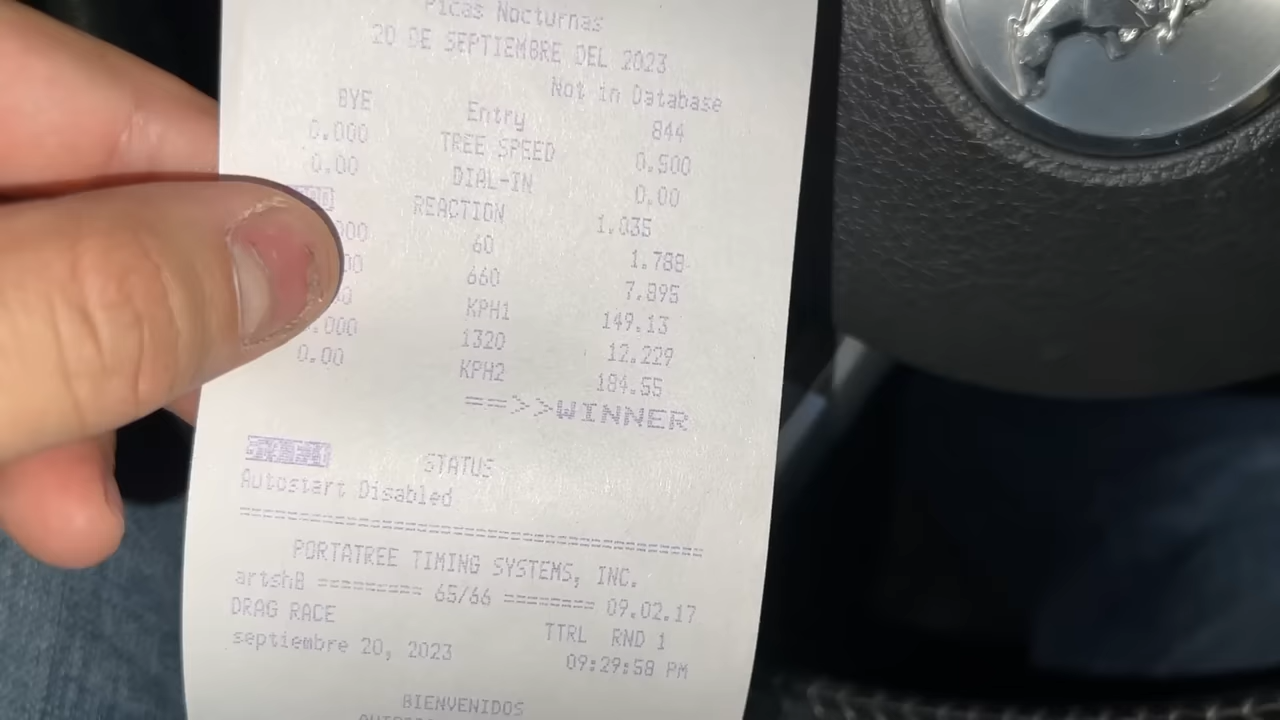 Picas Nocturnas
20 DE SEPTIEMBRE DEL 2023
Not in Database
BYE Entry 844
0.000 TREE SPEED 0.500
0.00 DIAL-IN 0.00
REACTION 1.035
60 1.788
660 7.895
KPH1 149.13
.000 1320 12.229
0.00 KPH2 184.55
==>>WINNER
STATUS
Autostart Disabled
================================================
PORTATREE TIMING SYSTEMS, INC.
artshB ========= 65/66 ======== 09.02.17
DRAG RACE TTRL RND 1
septiembre 20, 2023 09:29:58 PM
BIENVENIDOS